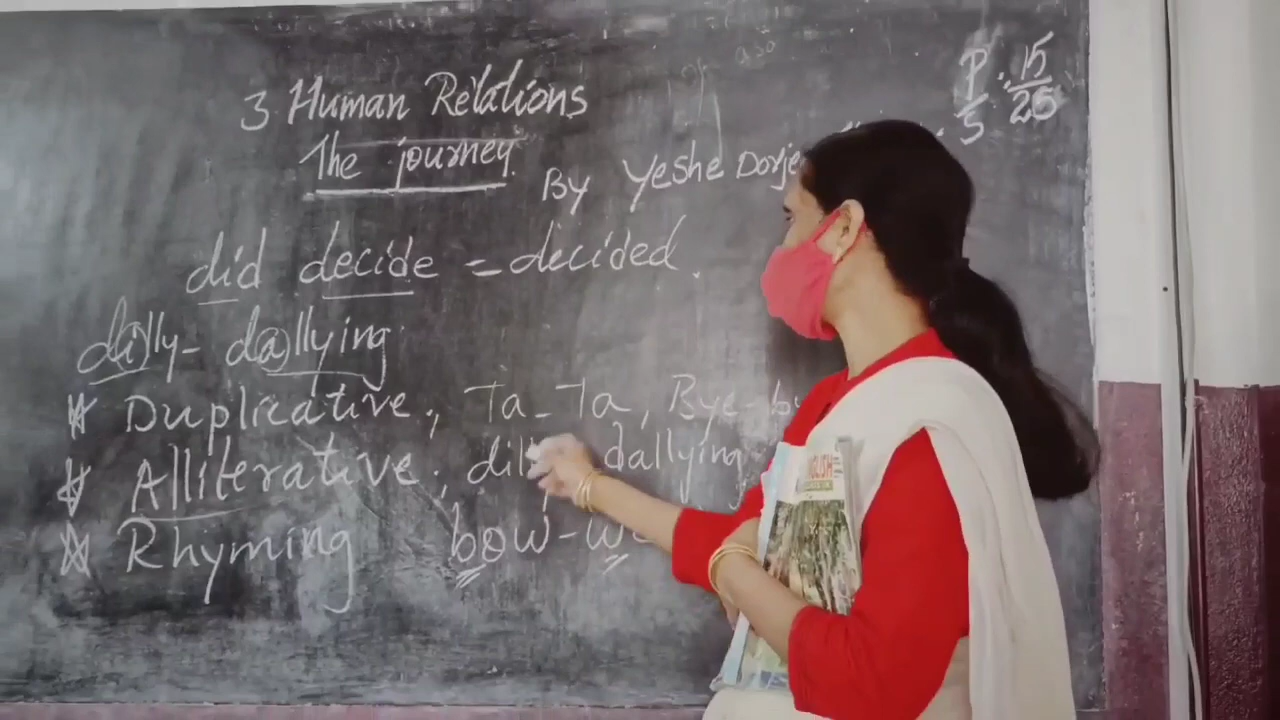 3 Human Relations
The journey
By Yeshe Dorje
P 15
S 25
did decide = decided.
dilly- dallying
Duplicative; Ta-Ta, Bye-
Alliterative; dallying
Rhyming bow-
ENGLISH